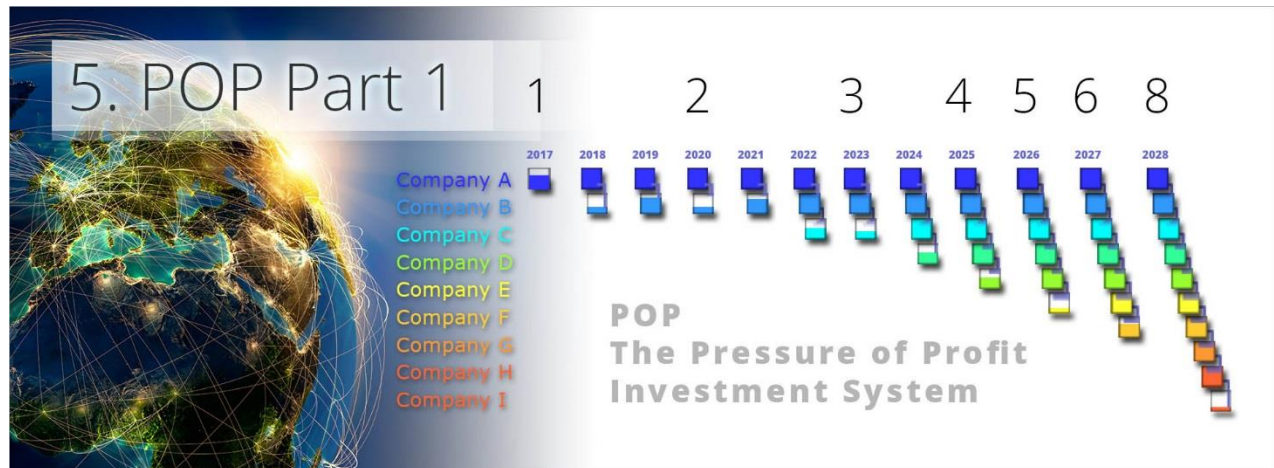 5. POP Part 1
1 2 3 4 5 6 8
2017 2018 2019 2020 2021 2022 2023 2024 2025 2026 2027 2028
Company A
Company B
Company C
Company D
Company E
Company F
Company G
Company H
Company I
POP
The Pressure of Profit
Investment System